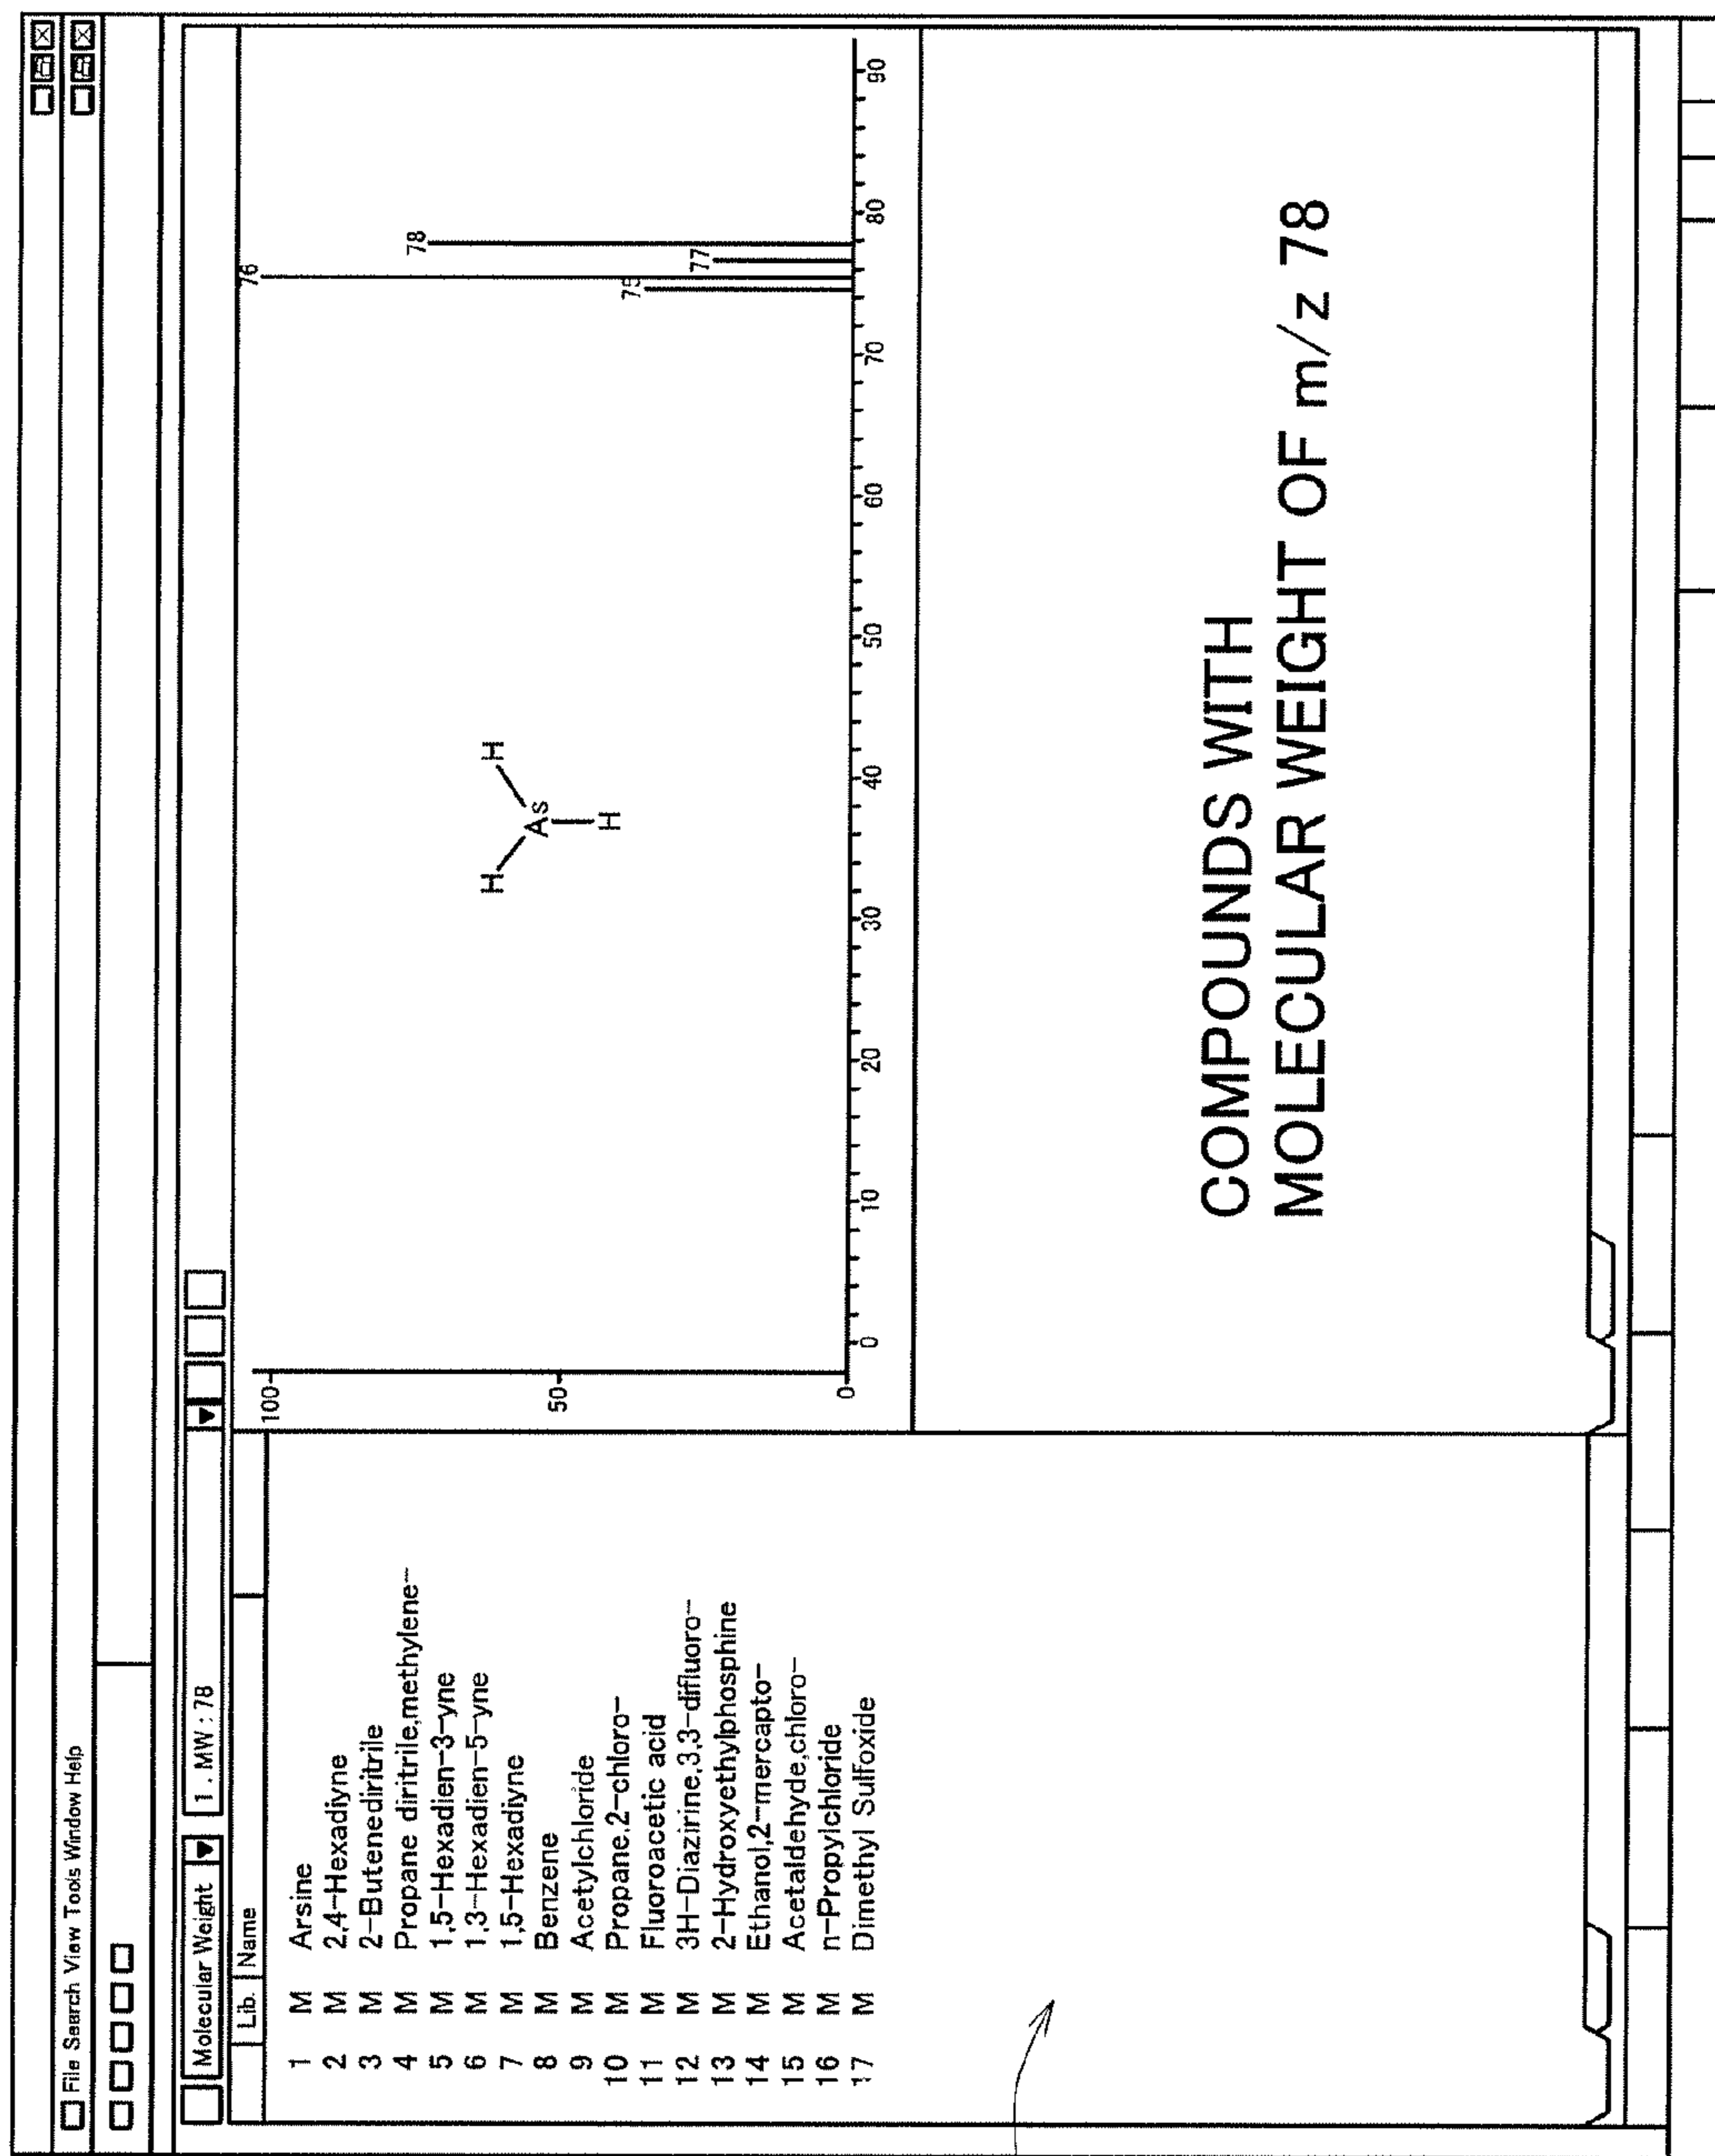 File Search View Tools Window Help
Molecular Weight
1 . MW : 78
Lib. Name
1 M Arsine
2 M 2,4-Hexadiyne
3 M 2-Butenediritrile
4 M Propane diritrile,methylene-
5 M 1,5-Hexadien-3-yne
6 M 1,3-Hexadien-5-yne
7 M 1,5-Hexadiyne
8 M Benzene
9 M Acetylchloride
10 M Propane,2-chloro-
11 M Fluoroacetic acid
12 M 3H-Diazirine,3,3-difluoro-
13 M 2-Hydroxyethylphosphine
14 M Ethanol,2-mercapto-
15 M Acetaldehyde,chloro-
16 M n-Propylchloride
17 M Dimethyl Sulfoxide
100
50
0
H As H
H
76
78
75
77
0 10 20 30 40 50 60 70 80 90
COMPOUNDS WITH
MOLECULAR WEIGHT OF m/z 78